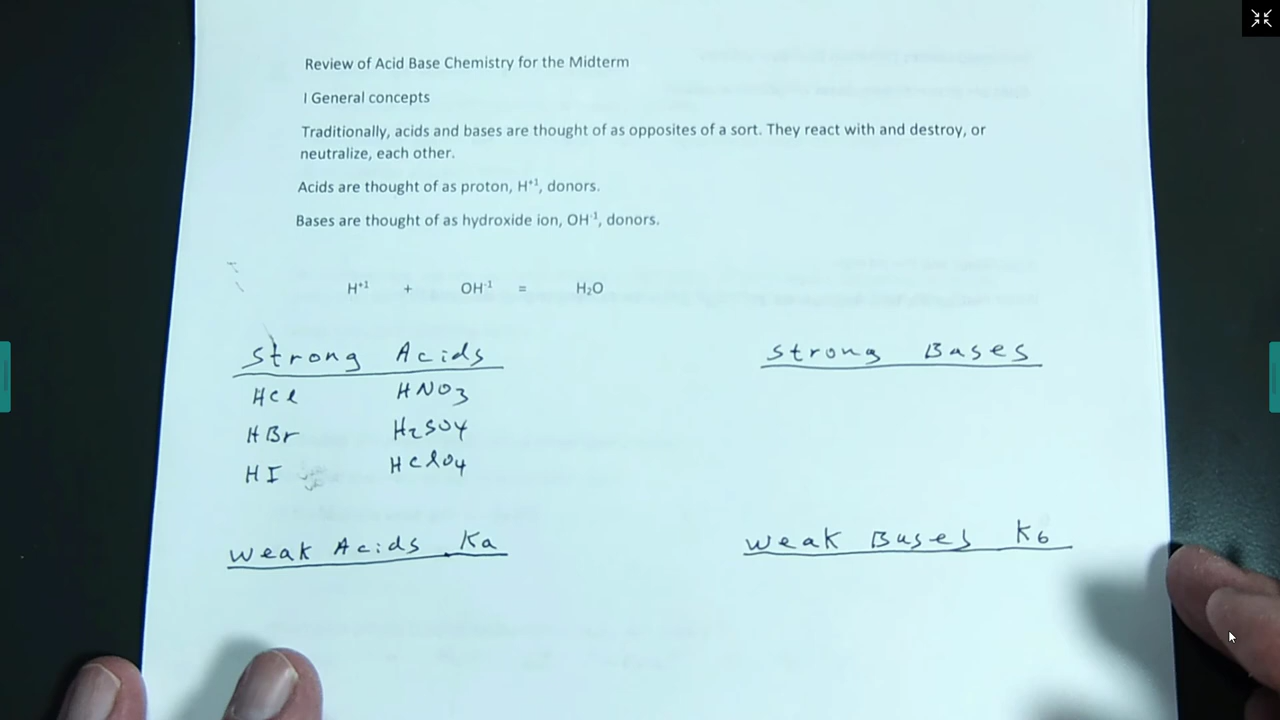 Review of Acid Base Chemistry for the Midterm
I General concepts
Traditionally, acids and bases are thought of as opposites of a sort. They react with and destroy, or
neutralize, each other.
Acids are thought of as proton, H⁺¹, donors.
Bases are thought of as hydroxide ion, OH⁻¹, donors.
H⁺¹ + OH⁻¹ = H₂O
Strong Acids
Strong Bases
HCl HNO₃
HBr H₂SO₄
HI HClO₄
Weak Acids Ka
Weak Bases Kb